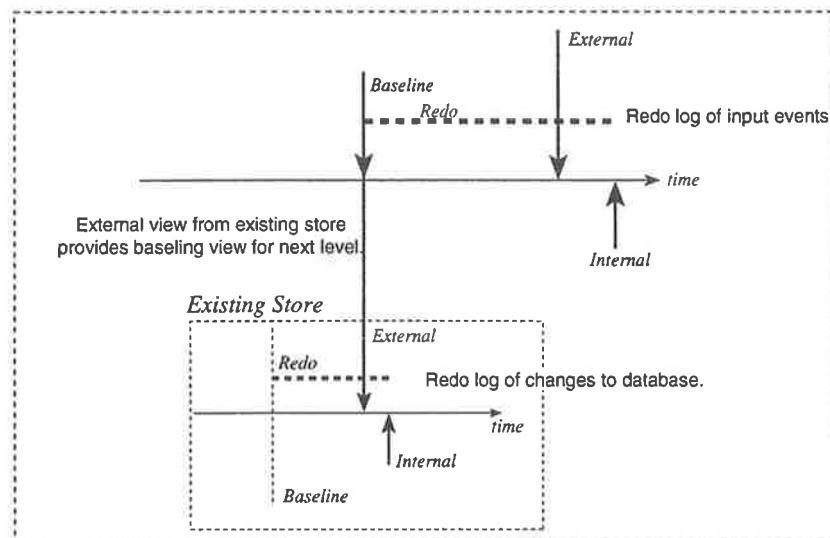 External
Baseline
Redo
Redo log of input events
time
External view from existing store
provides baseling view for next level.
Internal
Existing Store
External
Redo
Redo log of changes to database.
time
Internal
Baseline